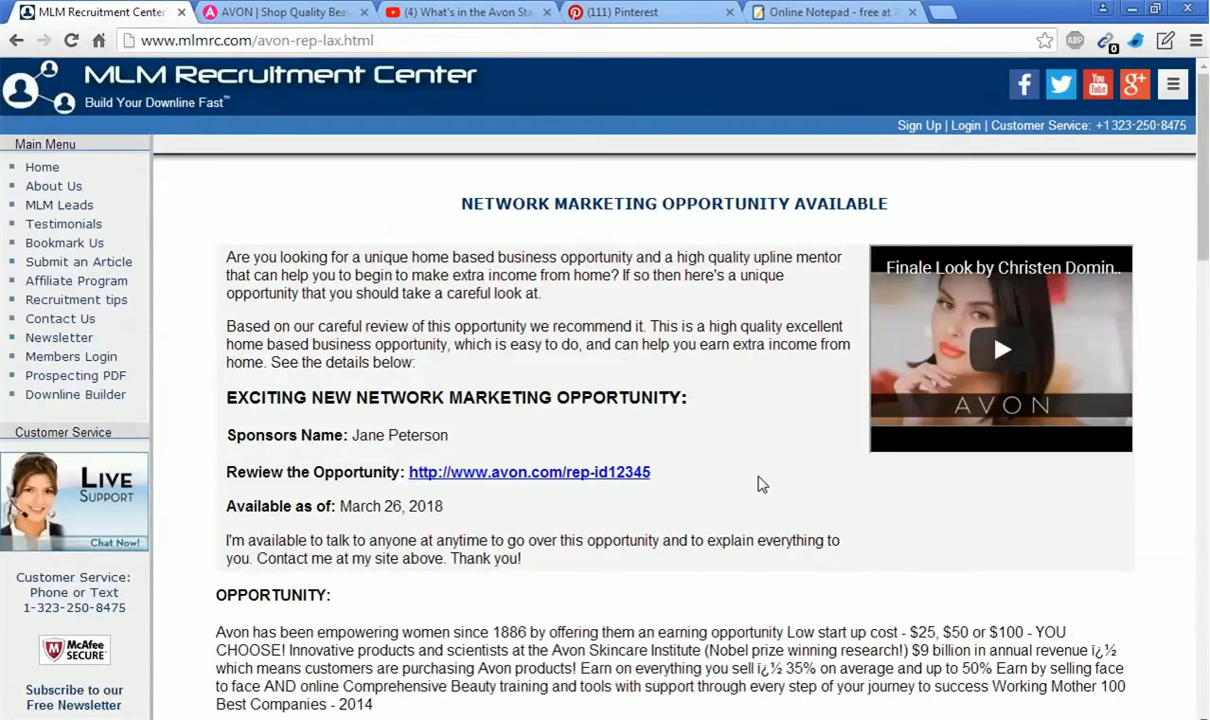 MLM Recruitment Center
AVON | Shop Quality Bea
(4) What's in the Avon Sta
(111) Pinterest
Online Notepad - free at A
www.mlmrc.com/avon-rep-lax.html
ABP
0
MLM Recruitment Center
Build Your Downline Fast™
You Tube
g+
Sign Up | Login | Customer Service: +1 323-250-8475
Main Menu
Home
About Us
MLM Leads
Testimonials
Bookmark Us
Submit an Article
Affiliate Program
Recruitment tips
Contact Us
Newsletter
Members Login
Prospecting PDF
Downline Builder
Customer Service
LIVE
SUPPORT
Chat Now!
Customer Service:
Phone or Text
1-323-250-8475
McAfee
SECURE
Subscribe to our
Free Newsletter
NETWORK MARKETING OPPORTUNITY AVAILABLE
Are you looking for a unique home based business opportunity and a high quality upline mentor
that can help you to begin to make extra income from home? If so then here's a unique
opportunity that you should take a careful look at.
Based on our careful review of this opportunity we recommend it. This is a high quality excellent
home based business opportunity, which is easy to do, and can help you earn extra income from
home. See the details below:
EXCITING NEW NETWORK MARKETING OPPORTUNITY:
Sponsors Name: Jane Peterson
Rewiew the Opportunity: http://www.avon.com/rep-id12345
Available as of: March 26, 2018
I'm available to talk to anyone at anytime to go over this opportunity and to explain everything to
you. Contact me at my site above. Thank you!
Finale Look by Christen Domin..
AVON
OPPORTUNITY:
Avon has been empowering women since 1886 by offering them an earning opportunity Low start up cost - $25, $50 or $100 - YOU
CHOOSE! Innovative products and scientists at the Avon Skincare Institute (Nobel prize winning research!) $9 billion in annual revenue ï¿½
which means customers are purchasing Avon products! Earn on everything you sell ï¿½ 35% on average and up to 50% Earn by selling face
to face AND online Comprehensive Beauty training and tools with support through every step of your journey to success Working Mother 100
Best Companies - 2014